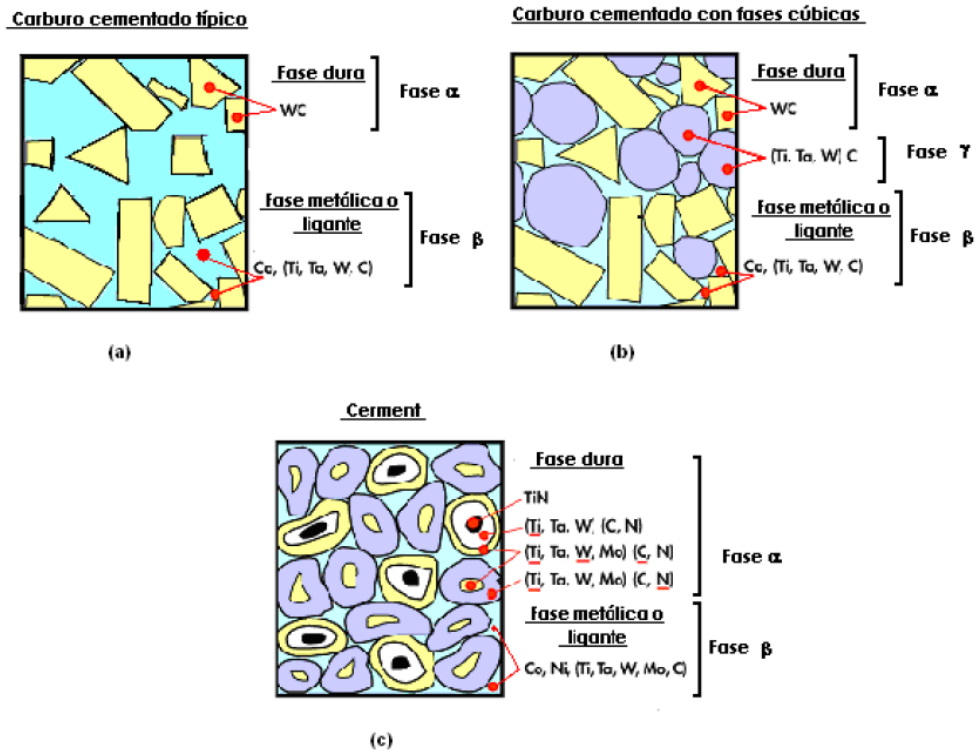 Carburo cementado típico
Fase dura
WC
Fase α
Fase metálica o
ligante
Co, (Ti, Ta, W, C)
Fase β
(a)
Carburo cementado con fases cúbicas
Fase dura
WC
Fase α
(Ti, Ta, W) C
Fase γ
Fase metálica o
ligante
Co, (Ti, Ta, W, C)
Fase β
(b)
Cerment
Fase dura
TiN
(Ti, Ta, W, (C, N)
(Ti, Ta, W, Mo) (C, N)
(Ti, Ta, W, Mo) (C, N)
Fase α
Fase metálica o
ligante
Co, Ni, (Ti, Ta, W, Mo, C)
Fase β
(c)